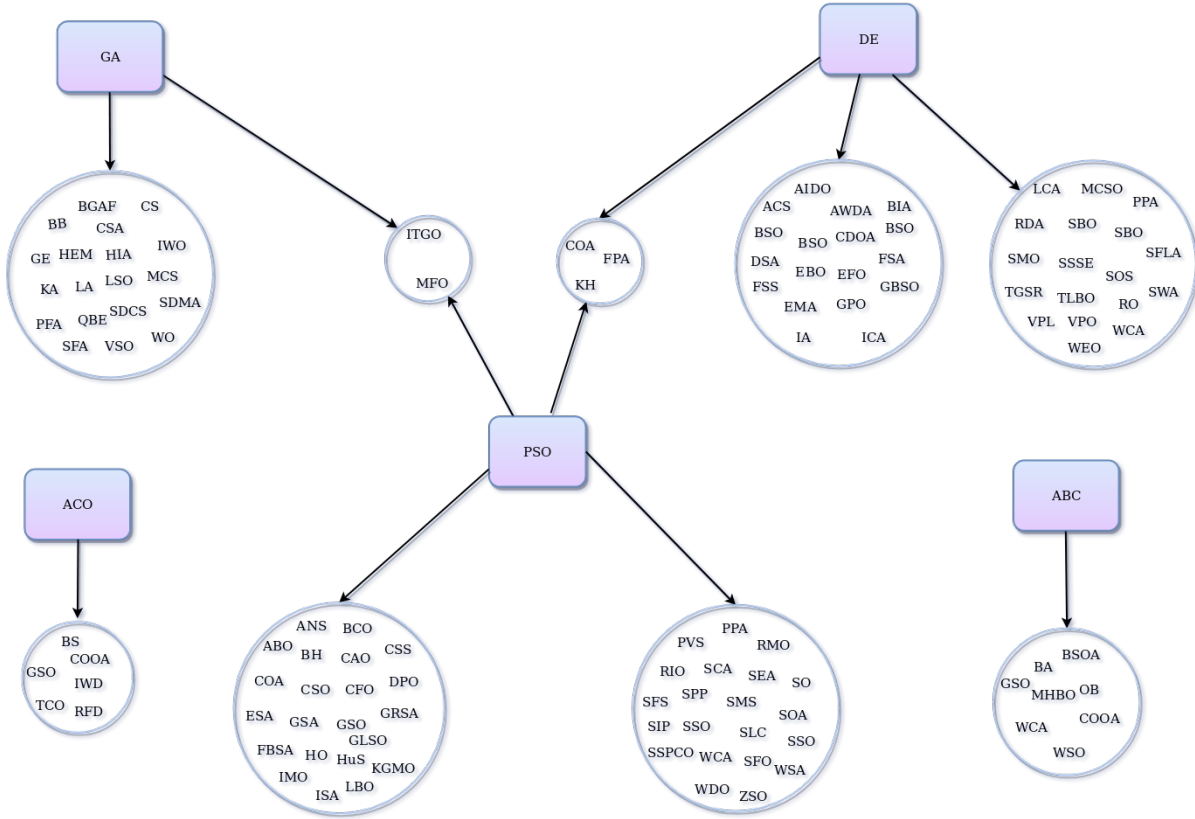 GA
DE
BGAF
CS
BB
CSA
IWO
GE
HEM
HIA
MCS
KA
LA
LSO
SDMA
PFA
QBE
SDCS
WO
SFA
VSO
ITGO
MFO
COA
FPA
KH
AIDO
ACS
AWDA
BIA
BSO
BSO
CDOA
BSO
DSA
EBO
EFO
FSA
FSS
GBSO
EMA
GPO
IA
ICA
LCA
MCSO
PPA
RDA
SBO
SBO
SMO
SSSE
SFLA
SOS
TGSR
TLBO
SWA
RO
VPL
VPO
WCA
WEO
PSO
ACO
ABC
BS
COOA
GSO
IWD
TCO
RFD
ANS
BCO
ABO
BH
CAO
CSS
COA
CSO
CFO
DPO
ESA
GSA
GSO
GRSA
GLSO
FBSA
HO
HuS
KGMO
IMO
ISA
LBO
PPA
PVS
RMO
RIO
SCA
SEA
SO
SFS
SPP
SMS
SOA
SIP
SSO
SLC
SSO
SSPCO
WCA
SFO
WSA
WDO
ZSO
BSOA
BA
GSO
MHBO
OB
WCA
COOA
WSO